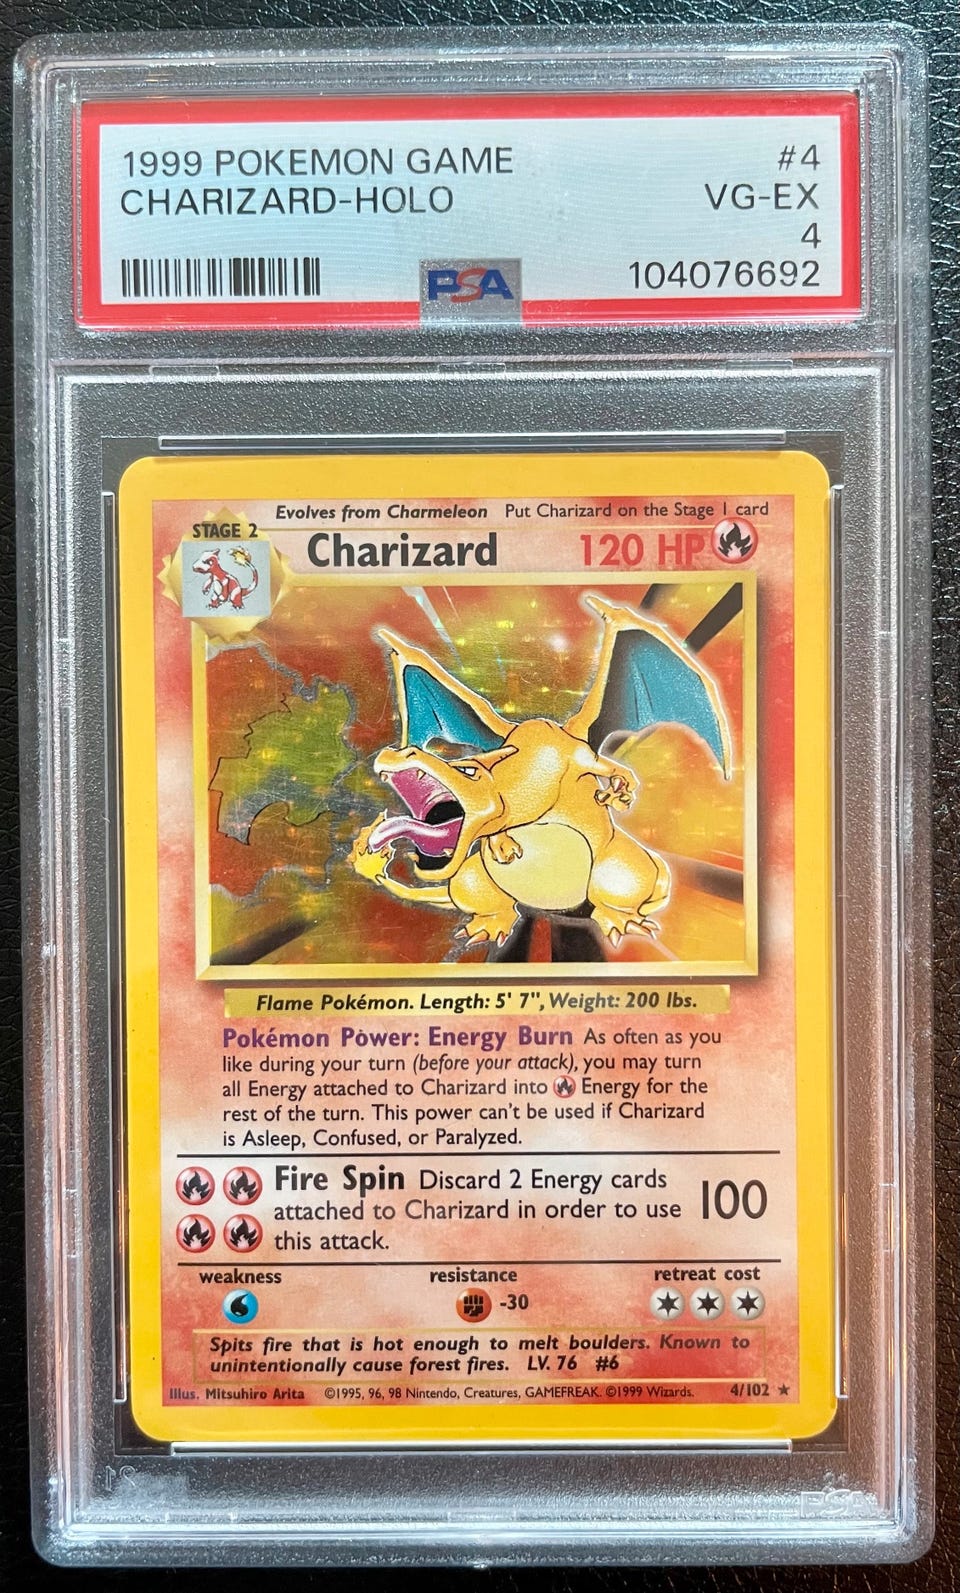 1999 POKEMON GAME #4
CHARIZARD-HOLO VG-EX
4
PSA 104076692
Evolves from Charmeleon Put Charizard on the Stage I card
STAGE 2
Charizard 120 HP
Flame Pokémon. Length: 5' 7", Weight: 200 lbs.
Pokémon Power: Energy Burn As often as you
like during your turn (before your attack), you may turn
all Energy attached to Charizard into Energy for the
rest of the turn. This power can't be used if Charizard
is Asleep, Confused, or Paralyzed.
Fire Spin Discard 2 Energy cards
attached to Charizard in order to use 100
this attack.
weakness resistance retreat cost
-30
Spits fire that is hot enough to melt boulders. Known to
unintentionally cause forest fires. LV. 76 #6
Illus. Mitsuhiro Arita ©1995, 96, 98 Nintendo, Creatures, GAMEFREAK. ©1999 Wizards. 4/102 ★